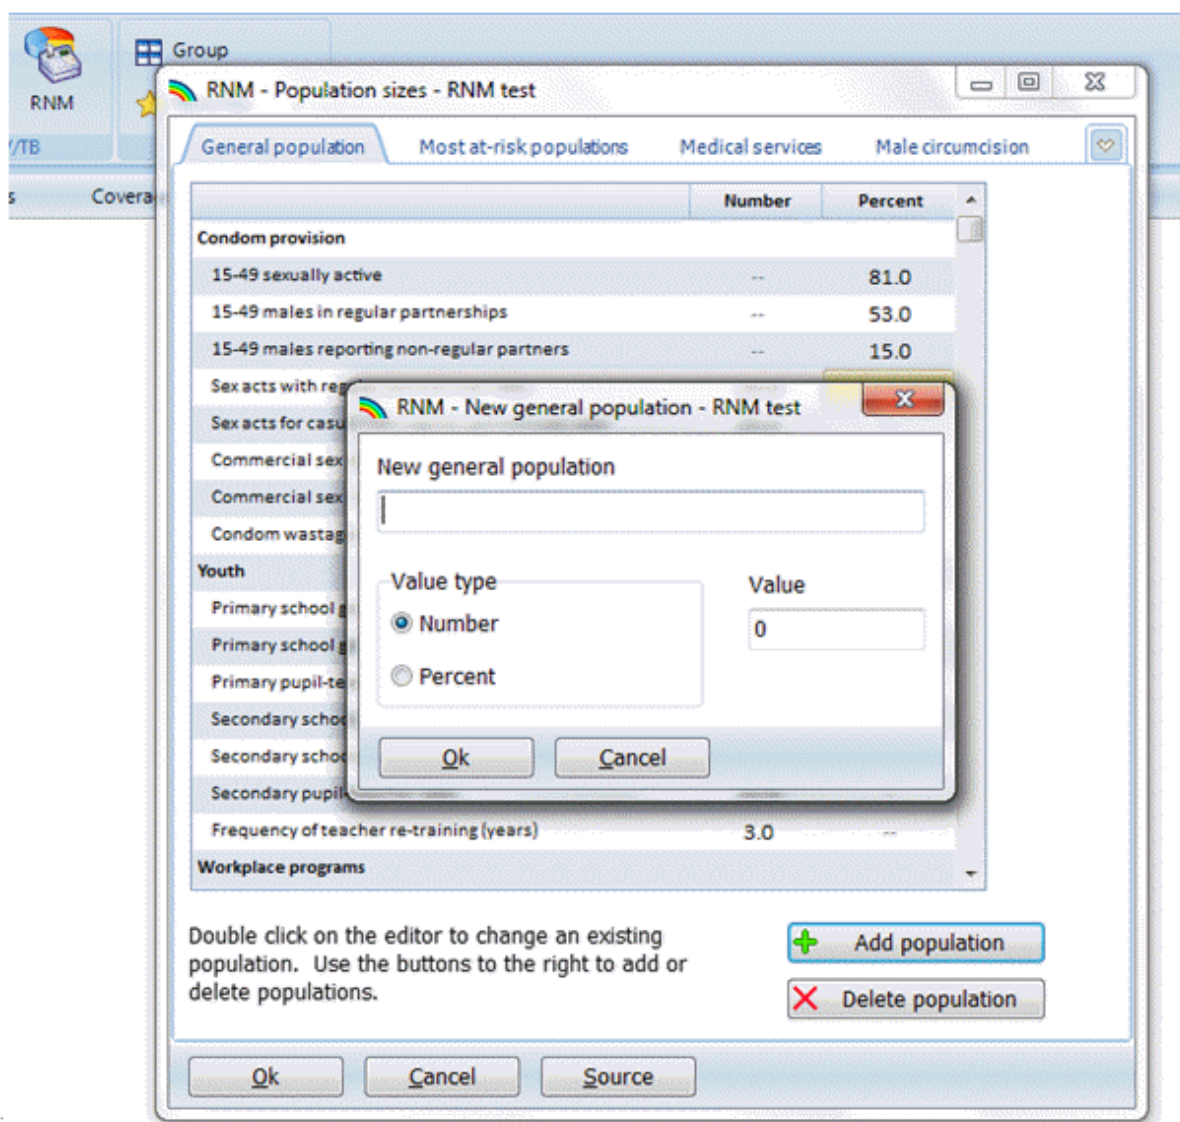 Group
RNM
/TB
s
Covera
RNM - Population sizes - RNM test
General population Most at-risk populations Medical services Male circumcision
Number Percent
Condom provision
15-49 sexually active -- 81.0
15-49 males in regular partnerships -- 53.0
15-49 males reporting non-regular partners -- 15.0
Sex acts with reg
Sex acts for casu
Commercial sex
Commercial sex
Condom wastag
Youth
Primary school g
Primary school g
Primary pupil-te
Secondary schoo
Secondary schoo
Secondary pupil-
Frequency of teacher re-training (years) 3.0 --
Workplace programs
RNM - New general population - RNM test
New general population
Value type Value
Number 0
Percent
Ok Cancel
Double click on the editor to change an existing
population. Use the buttons to the right to add or
delete populations.
Add population
Delete population
Ok Cancel Source